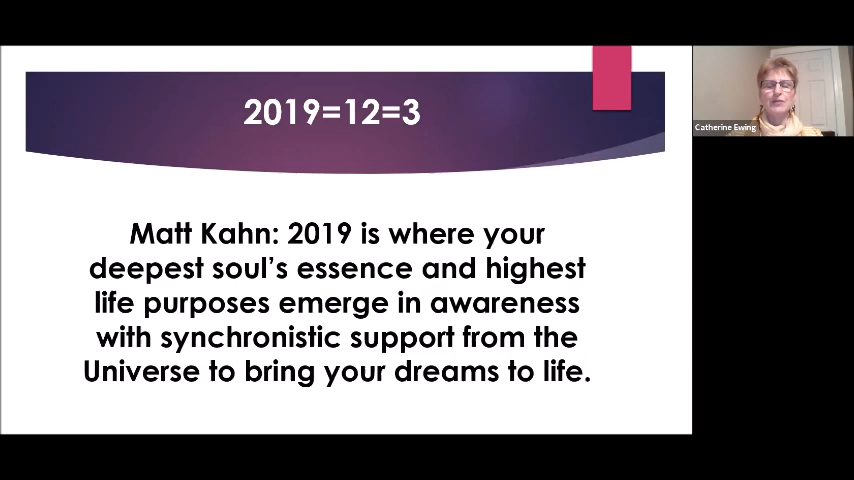 2019=12=3
Matt Kahn: 2019 is where your
deepest soul’s essence and highest
life purposes emerge in awareness
with synchronistic support from the
Universe to bring your dreams to life.
Catherine Ewing